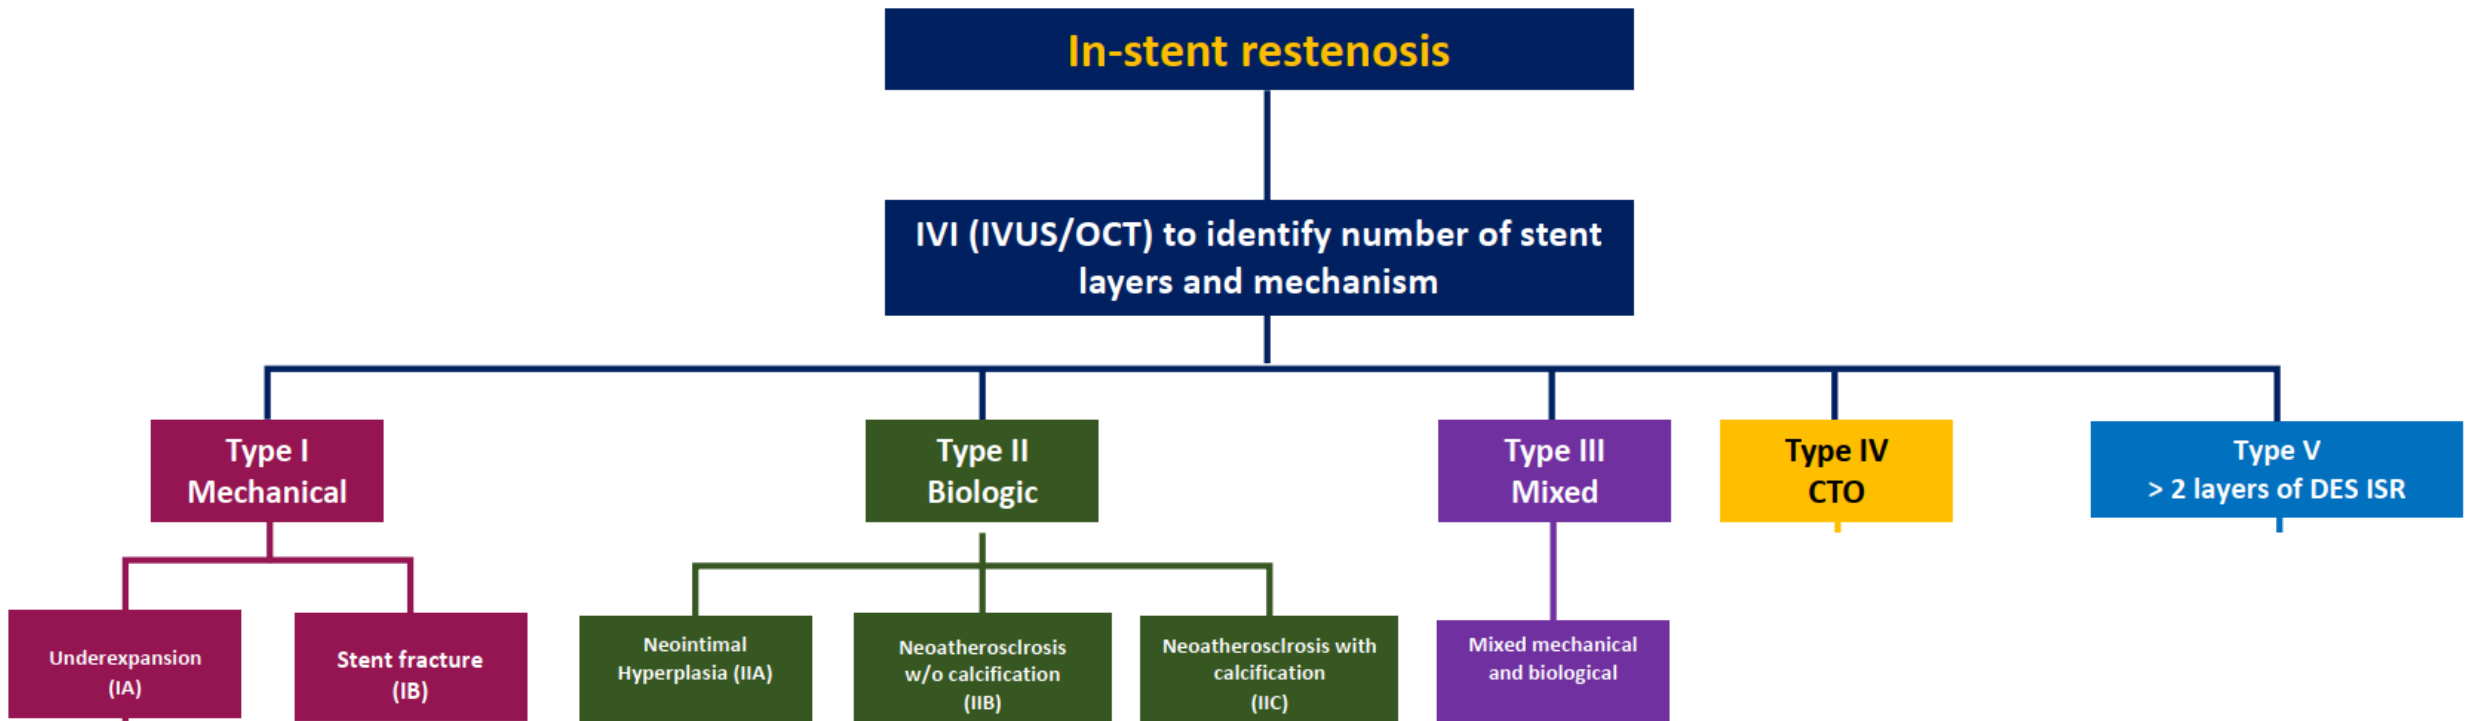 In-stent restenosis
IVI (IVUS/OCT) to identify number of stent
layers and mechanism
Type I
Mechanical
Type II
Biologic
Type III
Mixed
Type IV
CTO
Type V
> 2 layers of DES ISR
Underexpansion
(IA)
Stent fracture
(IB)
Neointimal
Hyperplasia (IIA)
Neoatherosclrosis
w/o calcification
(IIB)
Neoatherosclrosis with
calcification
(IIC)
Mixed mechanical
and biological